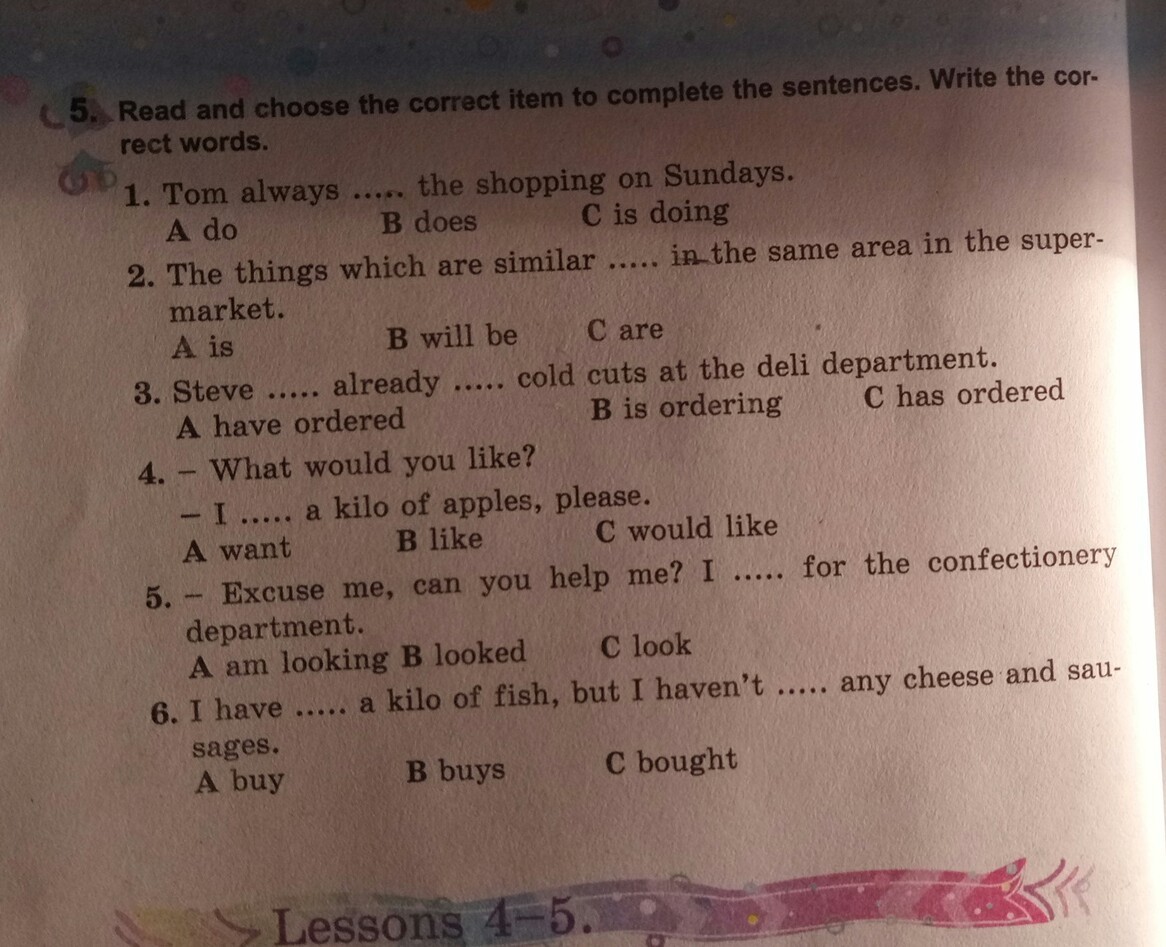 5. Read and choose the correct item to complete the sentences. Write the cor-
rect words.
1. Tom always ..... the shopping on Sundays.
A do B does C is doing
2. The things which are similar ..... in the same area in the super-
market.
A is B will be C are
3. Steve ..... already ..... cold cuts at the deli department.
A have ordered B is ordering C has ordered
4. – What would you like?
– I ..... a kilo of apples, please.
A want B like C would like
5. – Excuse me, can you help me? I ..... for the confectionery
department.
A am looking B looked C look
6. I have ..... a kilo of fish, but I haven't ..... any cheese and sau-
sages.
A buy B buys C bought
Lessons 4–5.